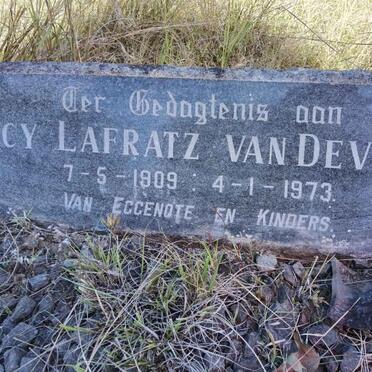 Ter Gedagtenis aan
CY LAFRATZ VAN DEV
7-5-1909 : 4-1-1973.
VAN EGGENOTE EN KINDERS.